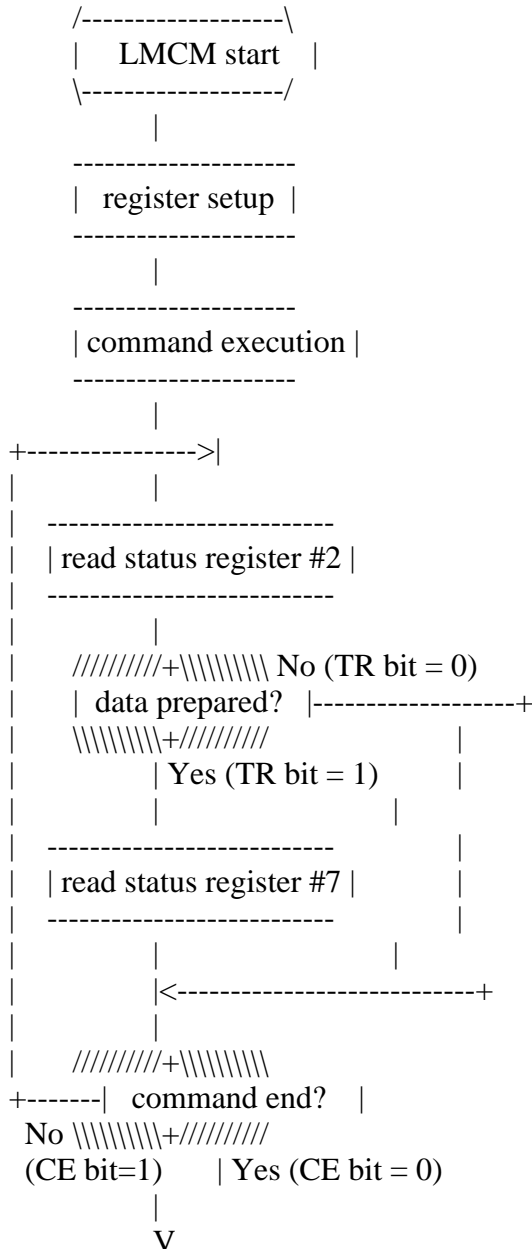 /-------------------\
|     LMCM start     |
\-------------------/
|
---------------------
|   register setup  |
---------------------
|
---------------------
| command execution |
---------------------
|
+---------------->|
|                 |
|     ---------------------------
|     | read status register #2 |
|     ---------------------------
|                 |
|       //////////+\\\\\\\\\\ No (TR bit = 0)
|       |  data prepared?   |-------------------+
|       \\\\\\\\\\+//////////                   |
|                 | Yes (TR bit = 1)            |
|                 |                             |
|     ---------------------------               |
|     | read status register #7 |               |
|     ---------------------------               |
|                 |                             |
|                 |<----------------------------+
|                 |
|       //////////+\\\\\\\\\\
+-------|   command end?    |
No \\\\\\\\\\+//////////
(CE bit=1)       | Yes (CE bit = 0)
|
V